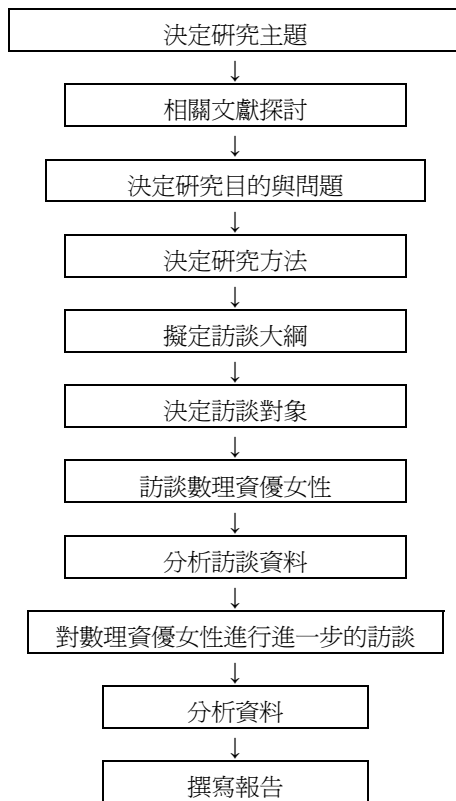 決定研究主題
↓
相關文獻探討
↓
決定研究目的與問題
↓
決定研究方法
↓
擬定訪談大綱
↓
決定訪談對象
↓
訪談數理資優女性
↓
分析訪談資料
↓
對數理資優女性進行進一步的訪談
↓
分析資料
↓
撰寫報告